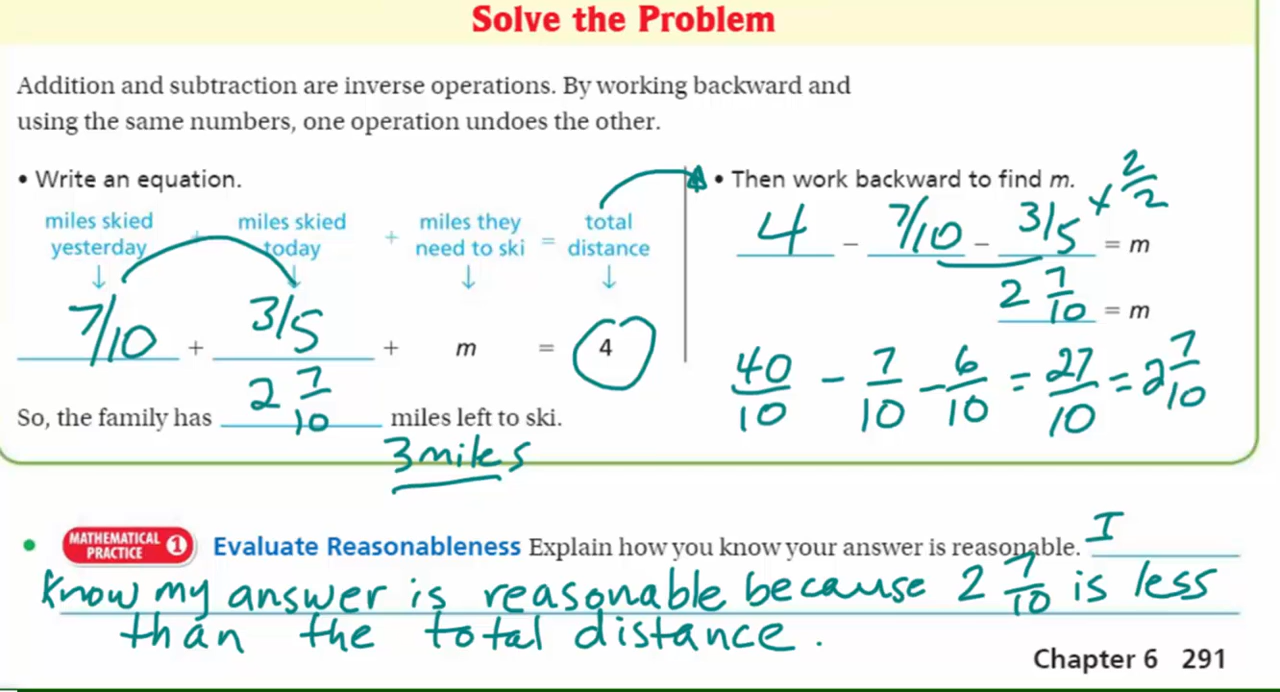 Solve the Problem
Addition and subtraction are inverse operations. By working backward and
using the same numbers, one operation undoes the other.
• Write an equation.
miles skied yesterday + miles skied today + miles they need to ski = total distance
7/10 + 3/5 + m = 4
So, the family has 2 7/10 miles left to ski.
3 miles
• Then work backward to find m.
× 2/2
4 – 7/10 – 3/5 = m
2 7/10 = m
40/10 – 7/10 – 6/10 = 27/10 = 2 7/10
• MATHEMATICAL PRACTICE 1 Evaluate Reasonableness Explain how you know your answer is reasonable. I
know my answer is reasonable because 2 7/10 is less
than the total distance.
Chapter 6 291